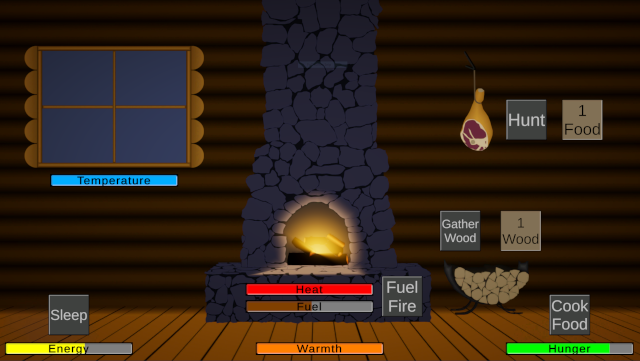 Hunt
1
Food
Temperature
Gather
Wood
1
Wood
Heat
Fuel
Fuel
Fire
Sleep
Cook
Food
Energy
Warmth
Hunger